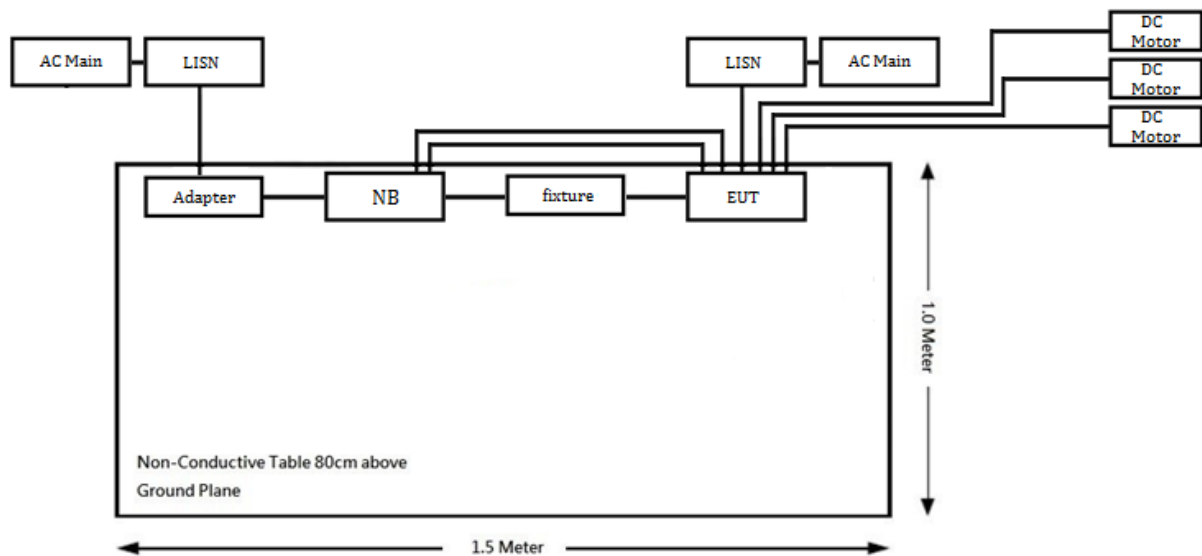 DC
Motor
AC Main
LISN
LISN
AC Main
DC
Motor
DC
Motor
Adapter
NB
fixture
EUT
1.0 Meter
Non-Conductive Table 80cm above
Ground Plane
1.5 Meter